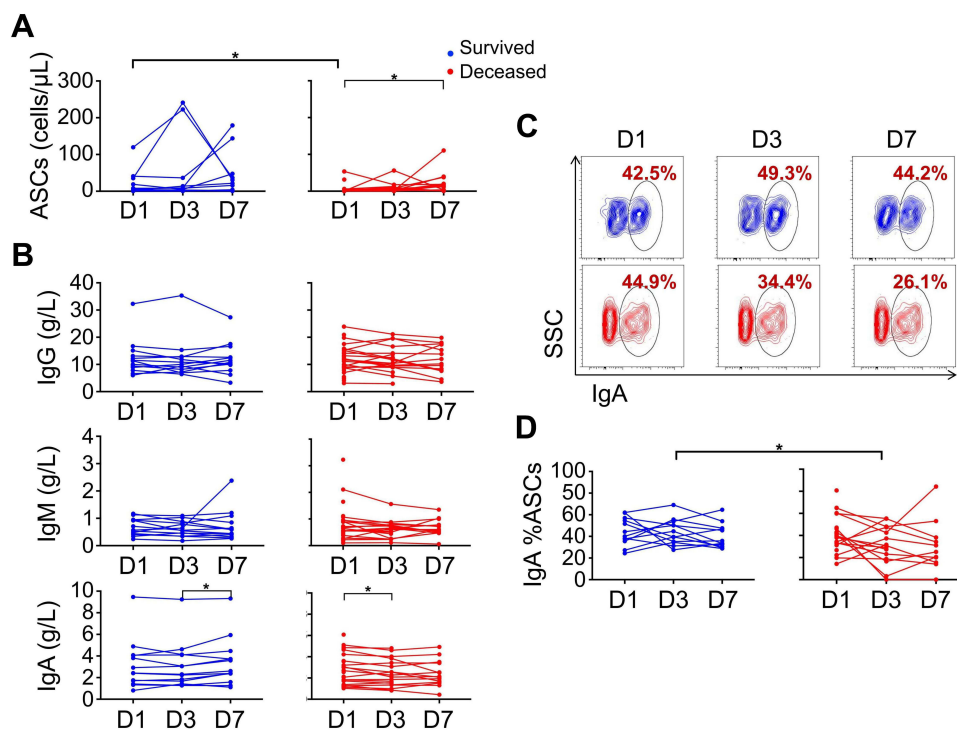 A
Survived
Deceased
*
*
ASCs (cells/μL)
300
200
100
0
D1 D3 D7
D1 D3 D7
B
IgG (g/L)
40
30
20
10
0
D1 D3 D7
D1 D3 D7
IgM (g/L)
4
3
2
1
0
D1 D3 D7
D1 D3 D7
IgA (g/L)
10
8
6
4
2
0
*
*
D1 D3 D7
D1 D3 D7
C
D1 D3 D7
42.5% 49.3% 44.2%
44.9% 34.4% 26.1%
SSC
IgA
D
*
IgA %ASCs
100
50
60
40
20
0
D1 D3 D7
D1 D3 D7